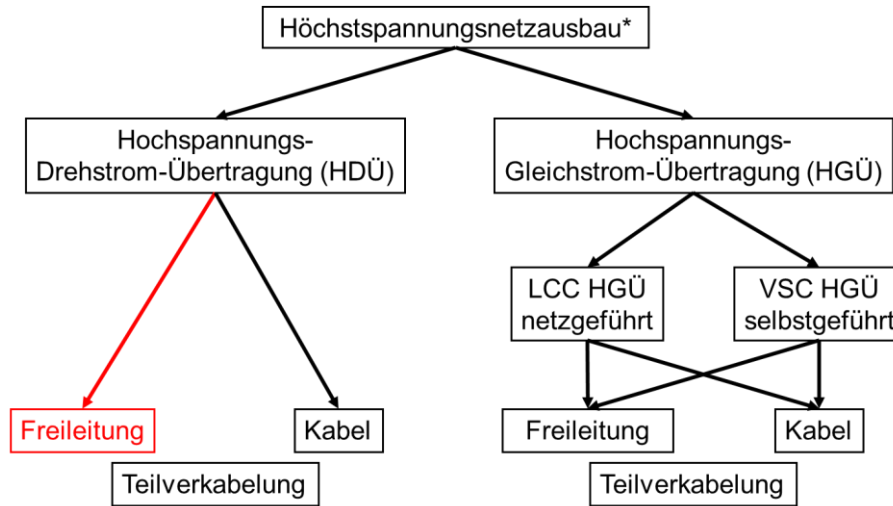 Höchstspannungsnetzausbau*
Hochspannungs-
Drehstrom-Übertragung (HDÜ)
Hochspannungs-
Gleichstrom-Übertragung (HGÜ)
LCC HGÜ
netzgeführt
VSC HGÜ
selbstgeführt
Freileitung
Kabel
Freileitung
Kabel
Teilverkabelung
Teilverkabelung